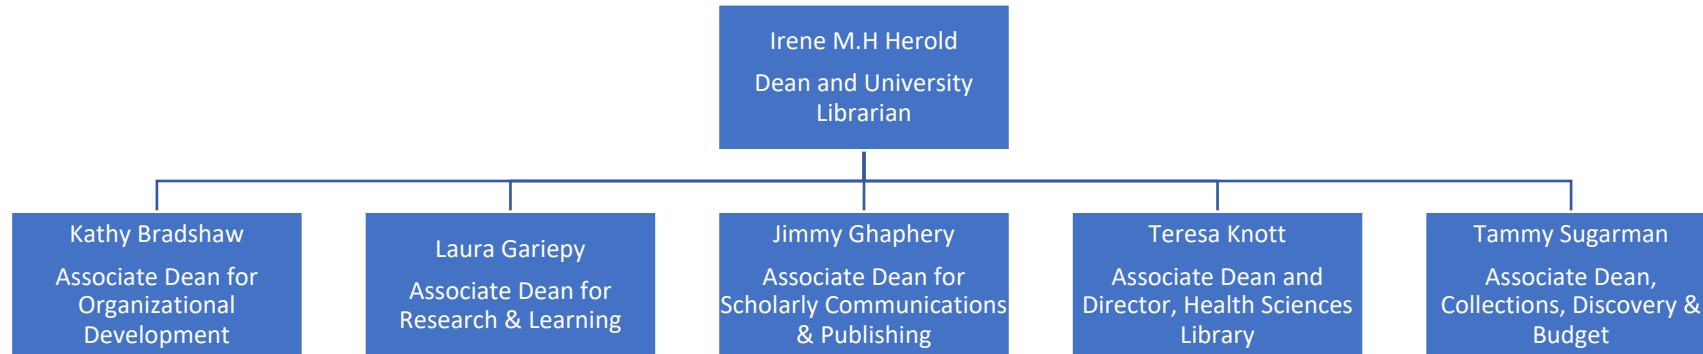 Irene M.H Herold
Dean and University
Librarian
Kathy Bradshaw
Associate Dean for
Organizational
Development
Laura Gariepy
Associate Dean for
Research & Learning
Jimmy Ghaphery
Associate Dean for
Scholarly Communications
& Publishing
Teresa Knott
Associate Dean and
Director, Health Sciences
Library
Tammy Sugarman
Associate Dean,
Collections, Discovery &
Budget